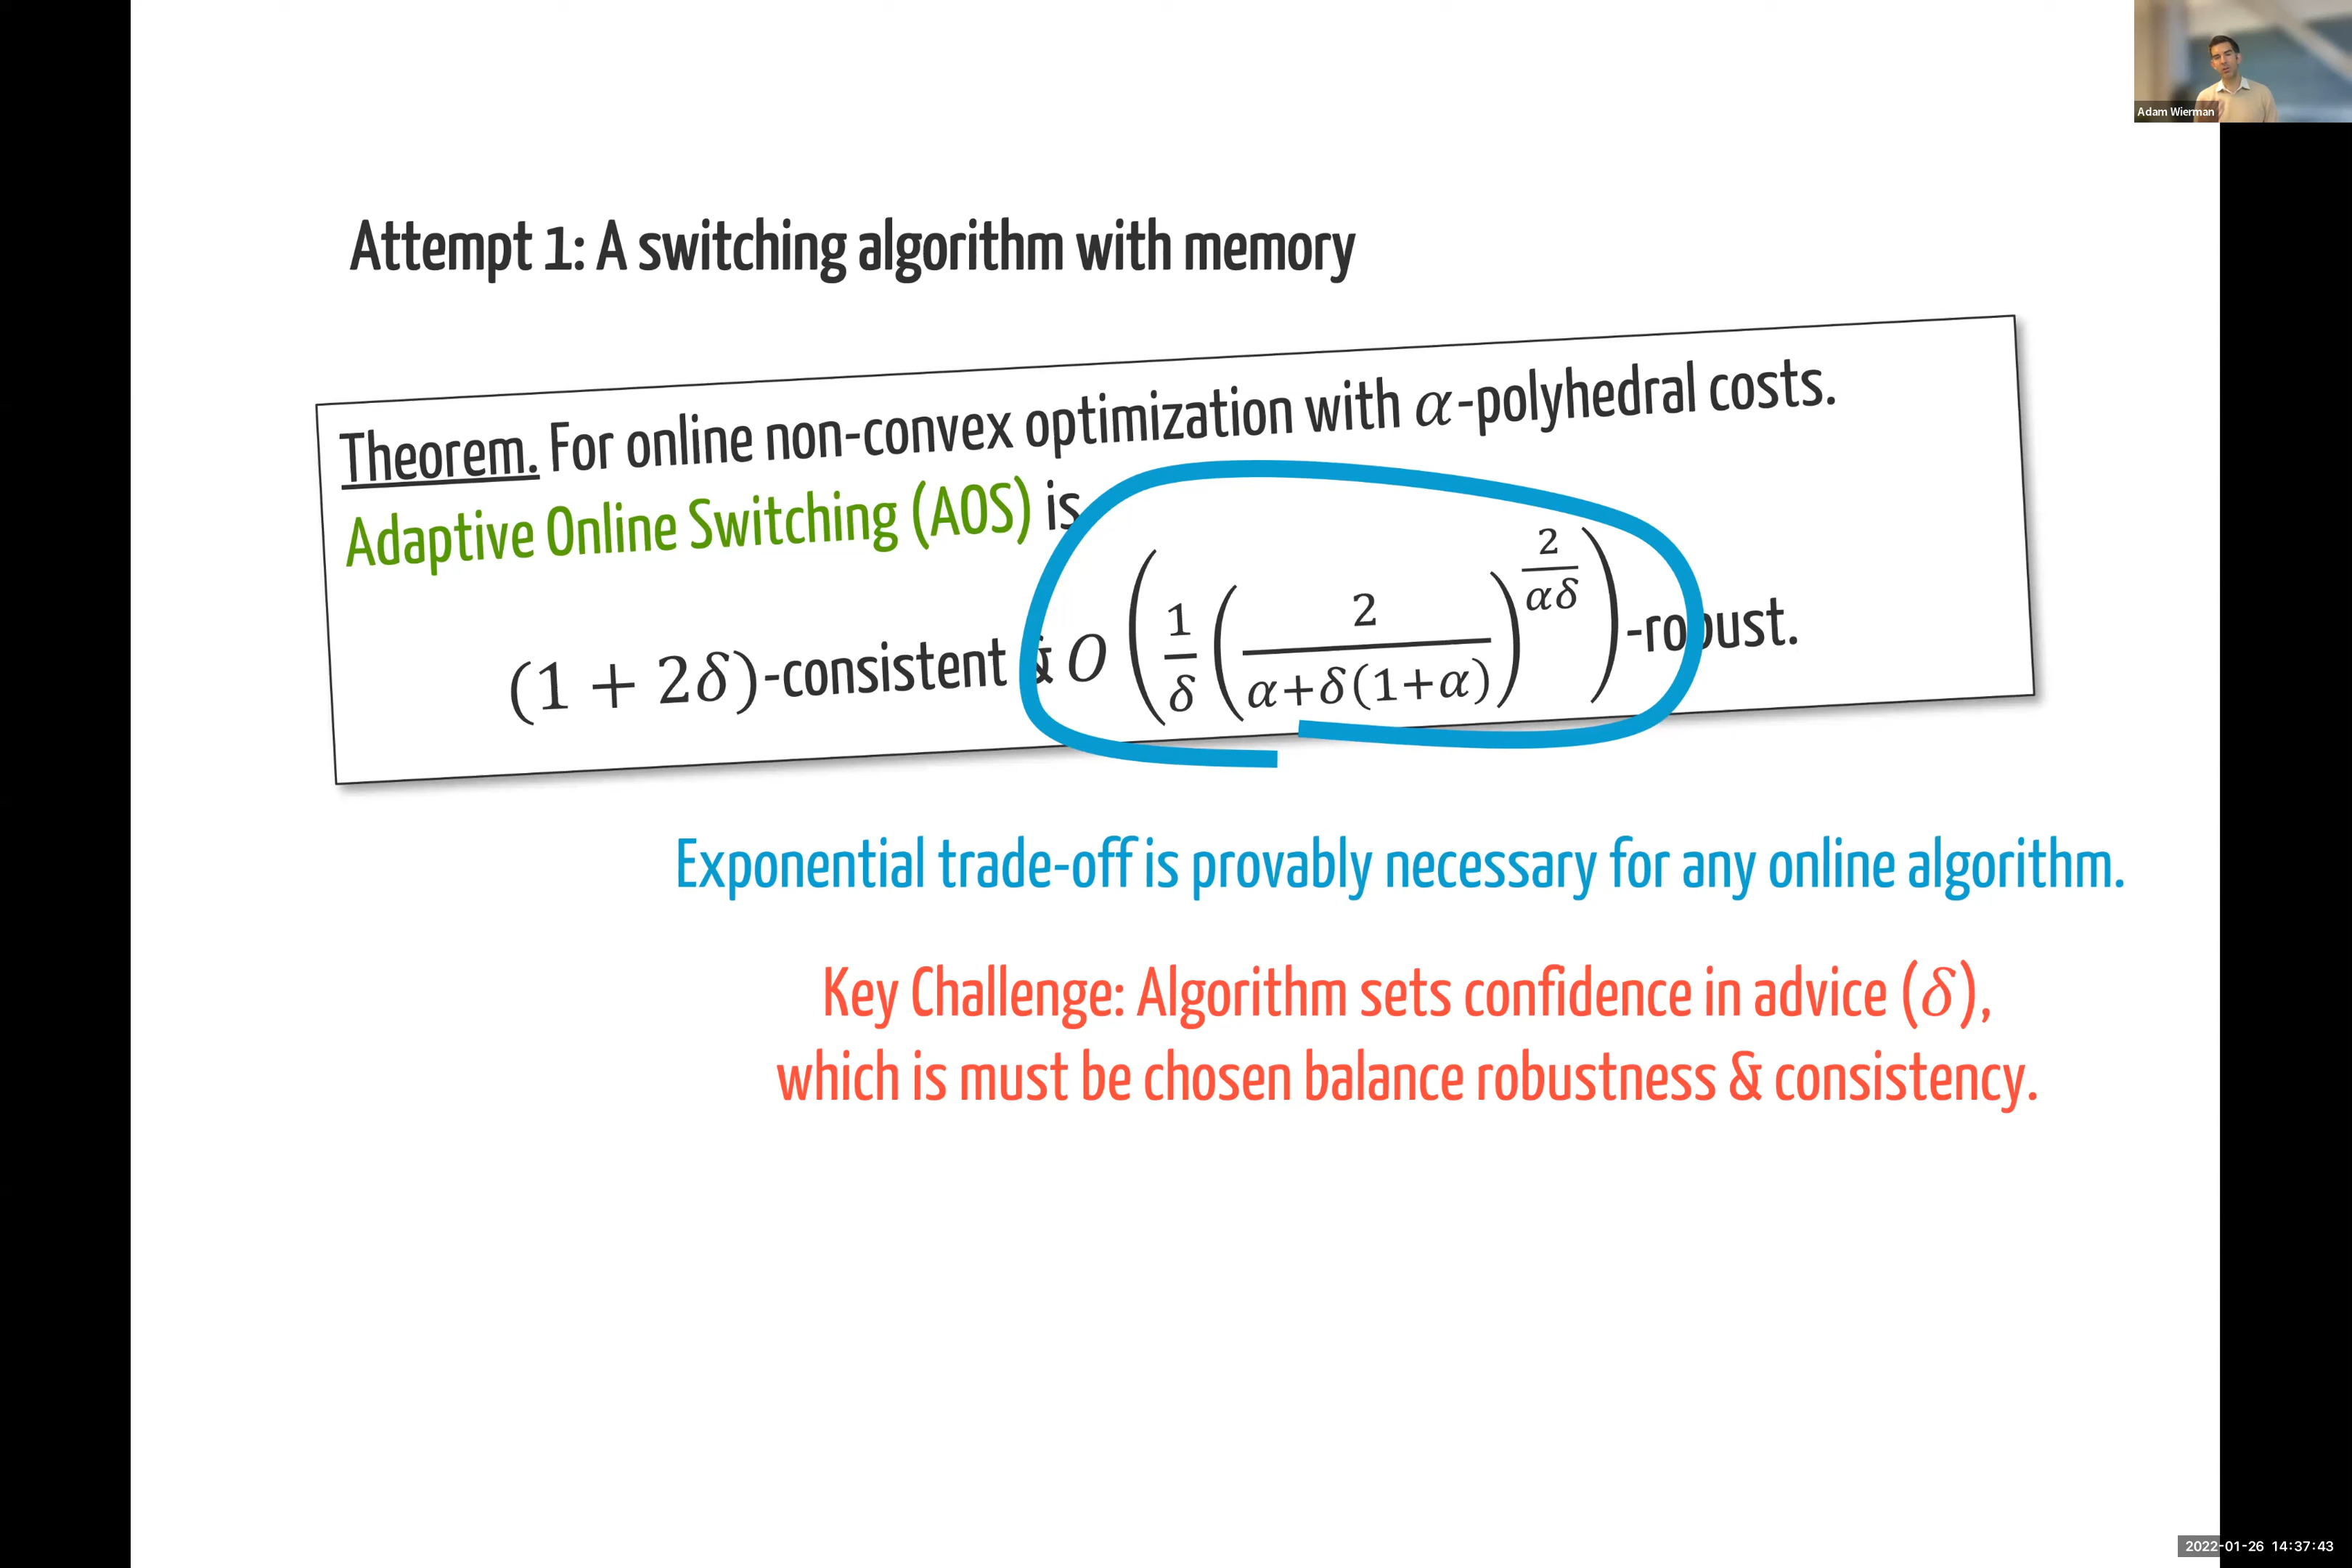 Adam Wierman
Attempt 1: A switching algorithm with memory
Theorem. For online non-convex optimization with α-polyhedral costs.
Adaptive Online Switching (AOS) is
(1 + 2δ)-consistent & O(1/δ (2/(α+δ(1+α)))^(2/(αδ)))-robust.
Exponential trade-off is provably necessary for any online algorithm.
Key Challenge: Algorithm sets confidence in advice (δ),
which is must be chosen balance robustness & consistency.
2022-01-26 14:37:43